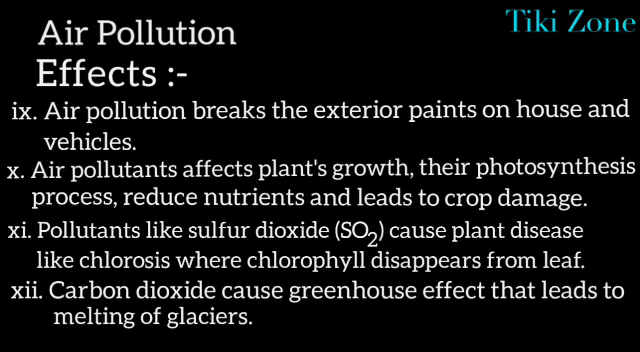 Tiki Zone
Air Pollution
Effects :-
ix. Air pollution breaks the exterior paints on house and
vehicles.
x. Air pollutants affects plant's growth, their photosynthesis
process, reduce nutrients and leads to crop damage.
xi. Pollutants like sulfur dioxide (SO₂) cause plant disease
like chlorosis where chlorophyll disappears from leaf.
xii. Carbon dioxide cause greenhouse effect that leads to
melting of glaciers.